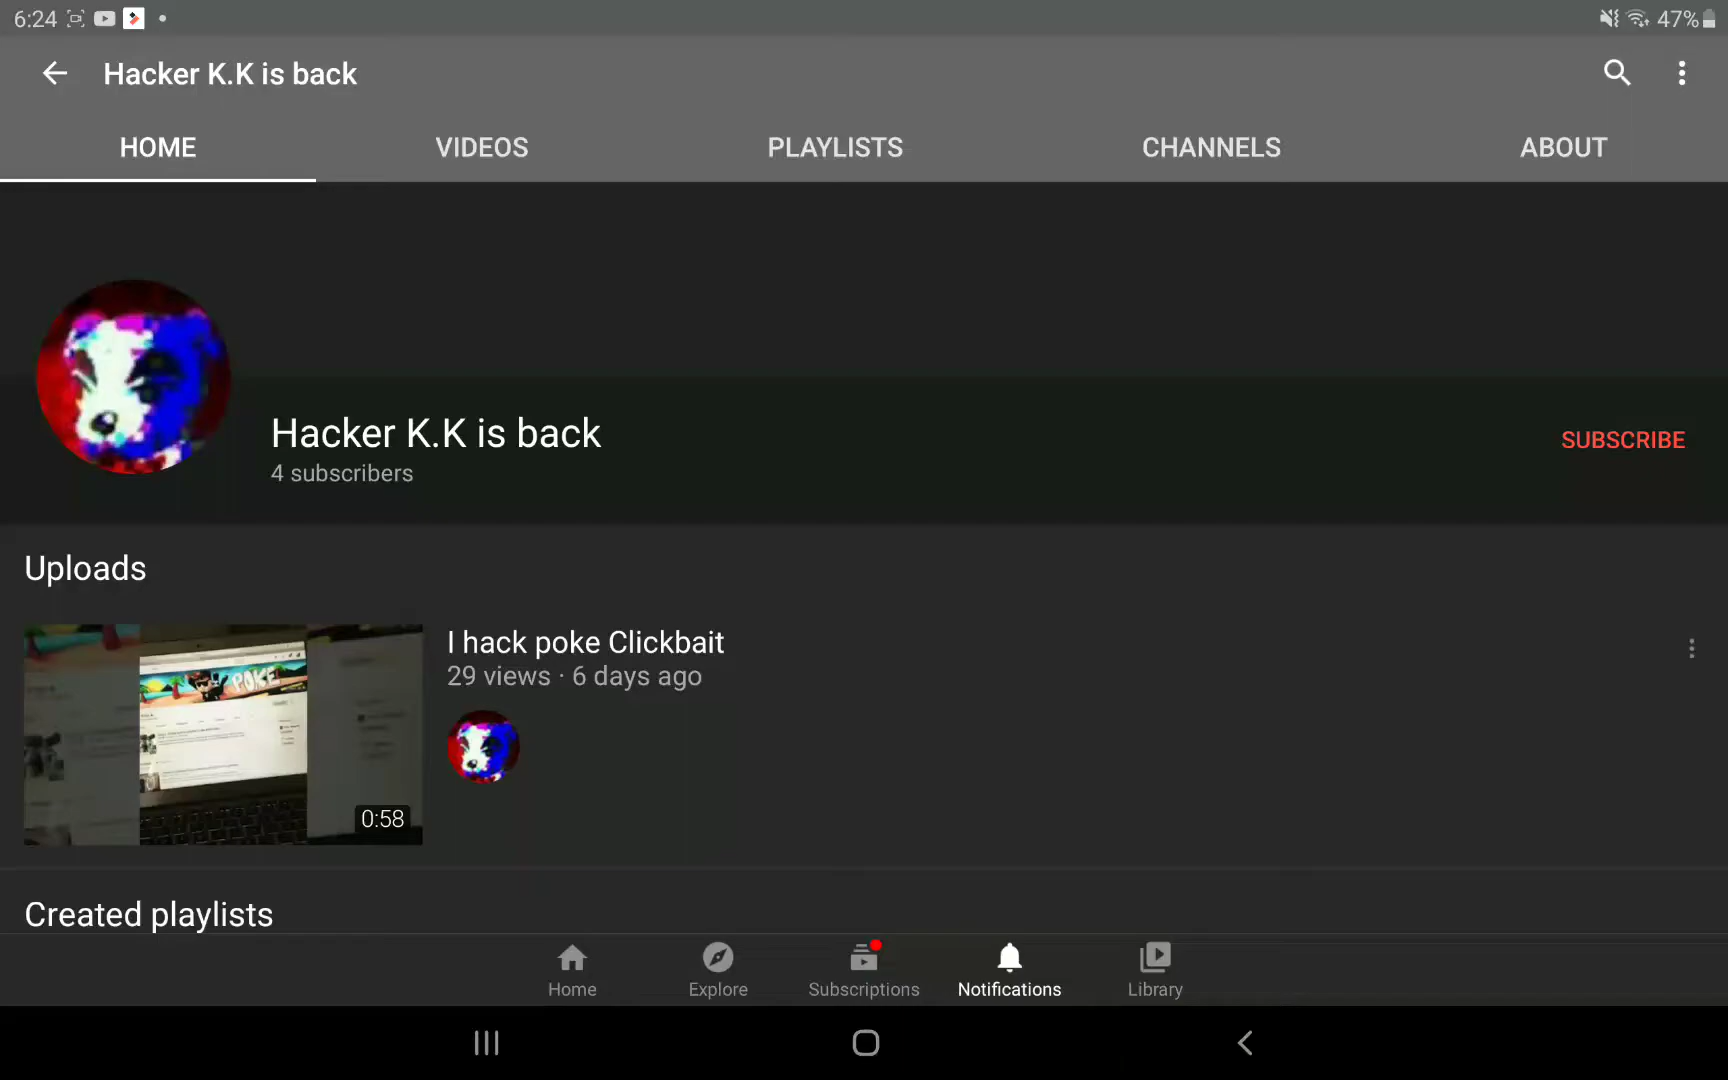 6:24
47%
Hacker K.K is back
HOME
VIDEOS
PLAYLISTS
CHANNELS
ABOUT
Hacker K.K is back
4 subscribers
SUBSCRIBE
Uploads
POKE
0:58
I hack poke Clickbait
29 views · 6 days ago
Created playlists
Home
Explore
Subscriptions
Notifications
Library